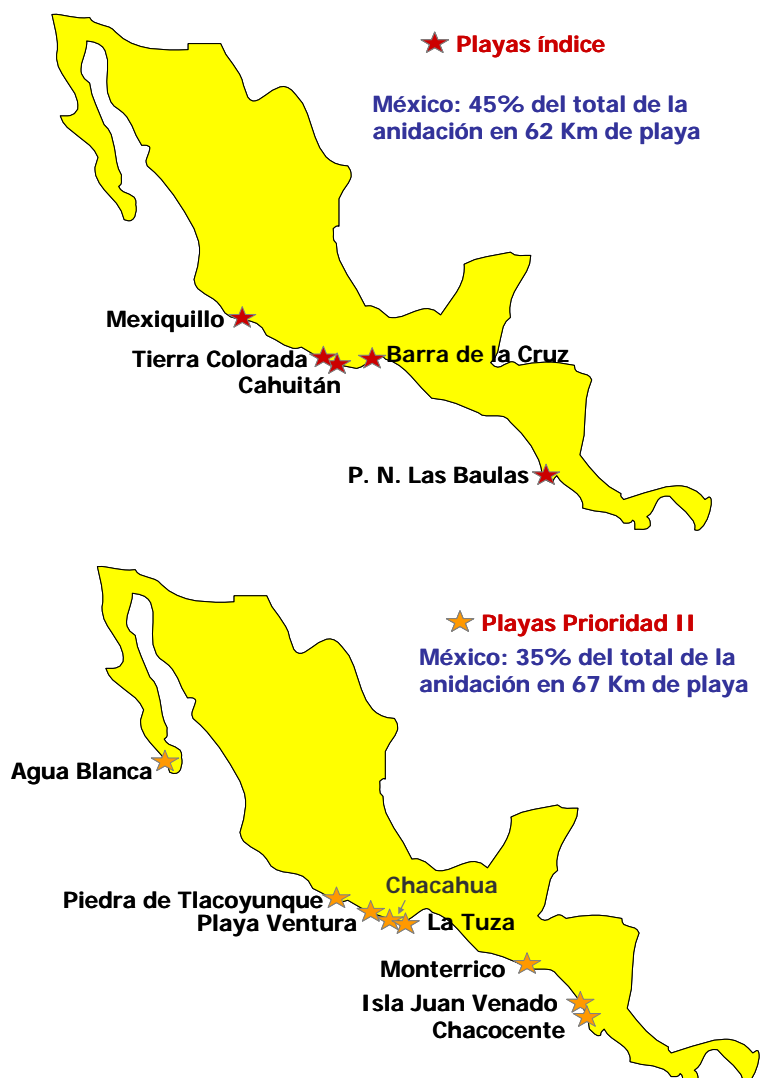 Playas índice
México: 45% del total de la
anidación en 62 Km de playa
Mexiquillo
Tierra Colorada
Barra de la Cruz
Cahuitán
P. N. Las Baulas
Playas Prioridad II
México: 35% del total de la
anidación en 67 Km de playa
Agua Blanca
Chacahua
Piedra de Tlacoyunque
Playa Ventura
La Tuza
Monterrico
Isla Juan Venado
Chacocente